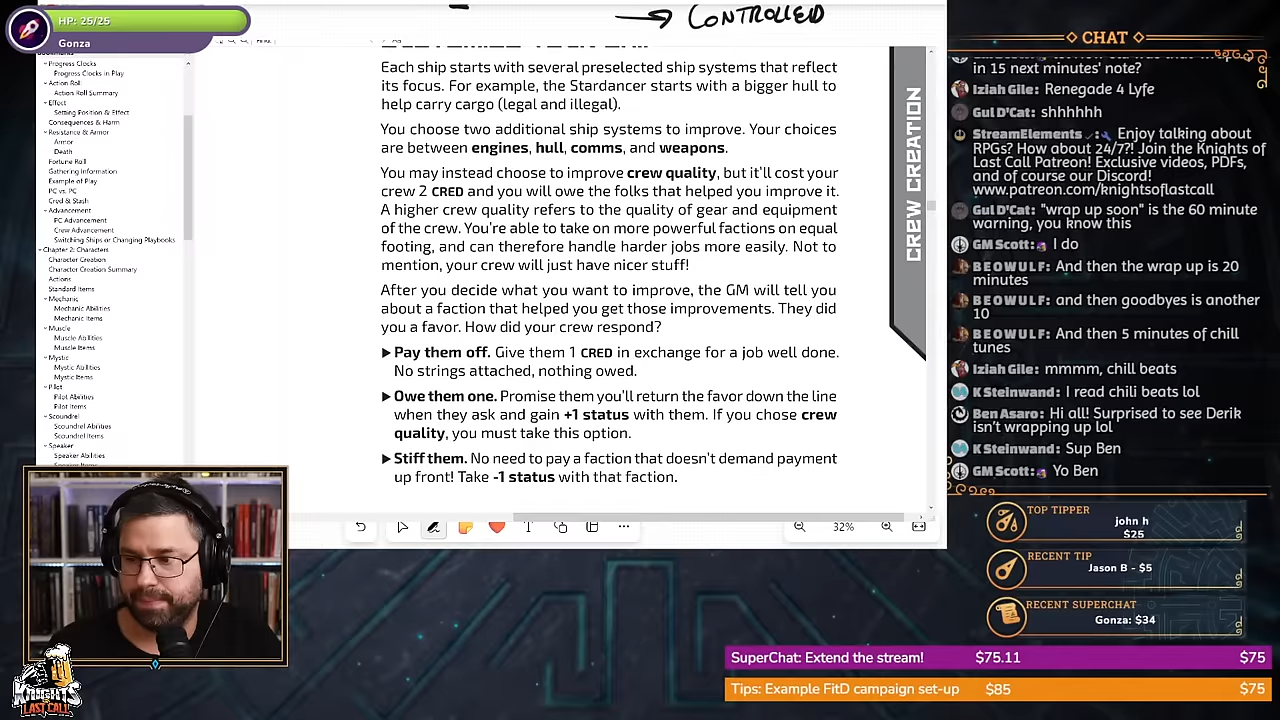 HP: 25/25
Gonza
→ CONTROLLED
Progress Clocks
Progress Clocks in Play
Action Roll
Action Roll Summary
Effect
Setting Position & Effect
Consequences & Harm
Resistance & Armor
Armor
Death
Fortune Roll
Gathering Information
Example of Play
PC vs. PC
Cred & Stash
Advancement
PC Advancement
Crew Advancement
Switching Ships or Changing Playbooks
Chapter 2: Characters
Character Creation
Character Creation Summary
Actions
Standard Items
Mechanic
Mechanic Abilities
Mechanic Items
Muscle
Muscle Abilities
Muscle Items
Mystic
Mystic Abilities
Mystic Items
Pilot
Pilot Abilities
Pilot Items
Scoundrel
Scoundrel Abilities
Scoundrel Items
Speaker
Speaker Abilities
Each ship starts with several preselected ship systems that reflect
its focus. For example, the Stardancer starts with a bigger hull to
help carry cargo (legal and illegal).
You choose two additional ship systems to improve. Your choices
are between engines, hull, comms, and weapons.
You may instead choose to improve crew quality, but it'll cost your
crew 2 CRED and you will owe the folks that helped you improve it.
A higher crew quality refers to the quality of gear and equipment
of the crew. You're able to take on more powerful factions on equal
footing, and can therefore handle harder jobs more easily. Not to
mention, your crew will just have nicer stuff!
After you decide what you want to improve, the GM will tell you
about a faction that helped you get those improvements. They did
you a favor. How did your crew respond?
▶ Pay them off. Give them 1 CRED in exchange for a job well done.
No strings attached, nothing owed.
▶ Owe them one. Promise them you'll return the favor down the line
when they ask and gain +1 status with them. If you chose crew
quality, you must take this option.
▶ Stiff them. No need to pay a faction that doesn't demand payment
up front! Take -1 status with that faction.
CREW CREATION
32%
CHAT
in 15 next minutes' note?
Iziah Gile: Renegade 4 Lyfe
Gul D'Cat: shhhhhh
StreamElements: Enjoy talking about
RPGs? How about 24/7?! Join the Knights
of Last Call Patreon! Exclusive videos, PDFs,
and of course our Discord!
www.patreon.com/knightsoflastcall
Gul D'Cat: "wrap up soon" is the 60 minute
warning, you know this
GM Scott: I do
BEOWULF: And then the wrap up is 20
minutes
BEOWULF: and then goodbyes is another
10
BEOWULF: And then 5 minutes of chill
tunes
Iziah Gile: mmmm, chill beats
K Steinwand: I read chili beats lol
Ben Asaro: Hi all! Surprised to see Derik
isn't wrapping up lol
K Steinwand: Sup Ben
GM Scott: Yo Ben
TOP TIPPER
john h
$25
RECENT TIP
Jason B - $5
RECENT SUPERCHAT
Gonza: $34
SuperChat: Extend the stream! $75.11 $75
Tips: Example FitD campaign set-up $85 $75
KNIGHTS
OF
LAST CALL